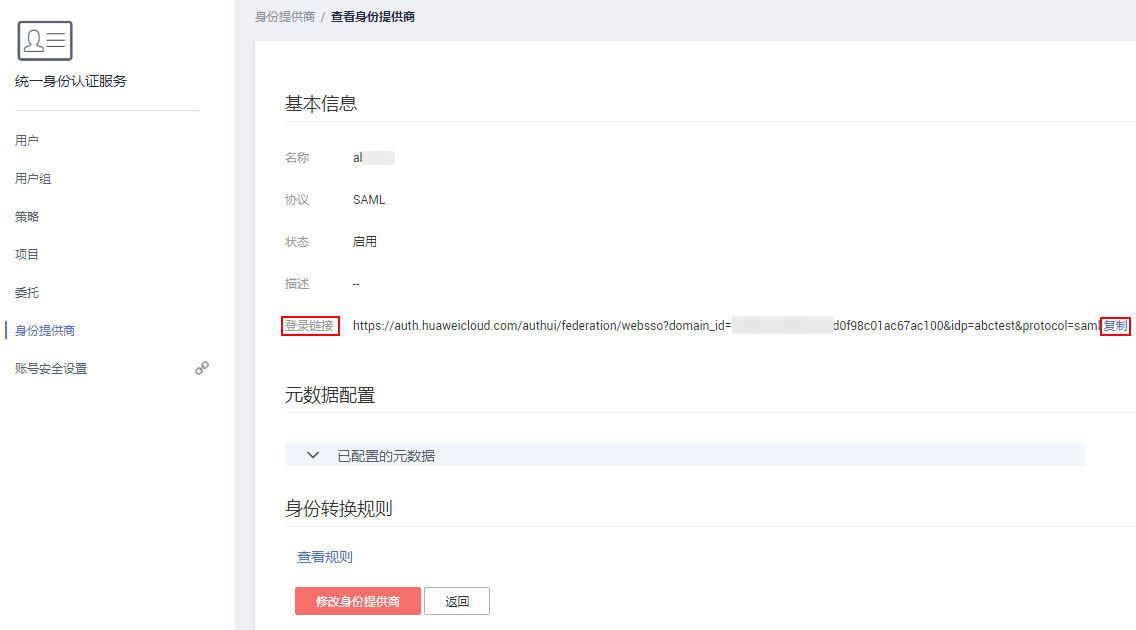 身份提供商 / 查看身份提供商
统一身份认证服务
用户
用户组
策略
项目
委托
身份提供商
账号安全设置
基本信息
名称 al
协议 SAML
状态 启用
描述 --
登录链接 https://auth.huaweicloud.com/authui/federation/websso?domain_id= d0f98c01ac67ac100&idp=abctest&protocol=saml 复制
元数据配置
已配置的元数据
身份转换规则
查看规则
修改身份提供商 返回